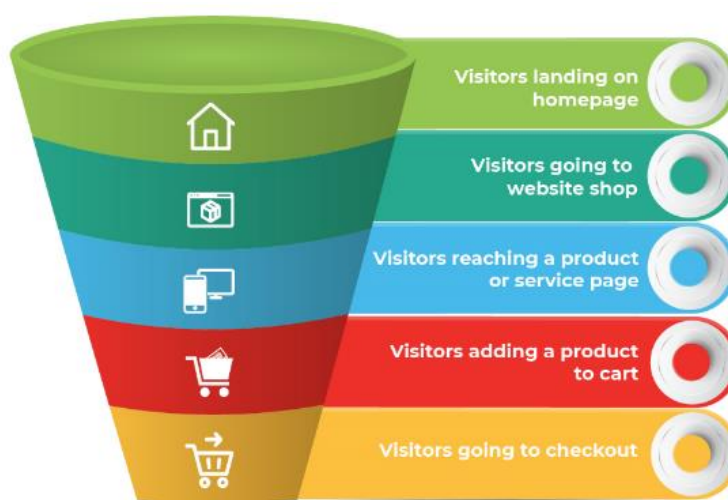 Visitors landing on
homepage
Visitors going to
website shop
Visitors reaching a product
or service page
Visitors adding a product
to cart
Visitors going to checkout